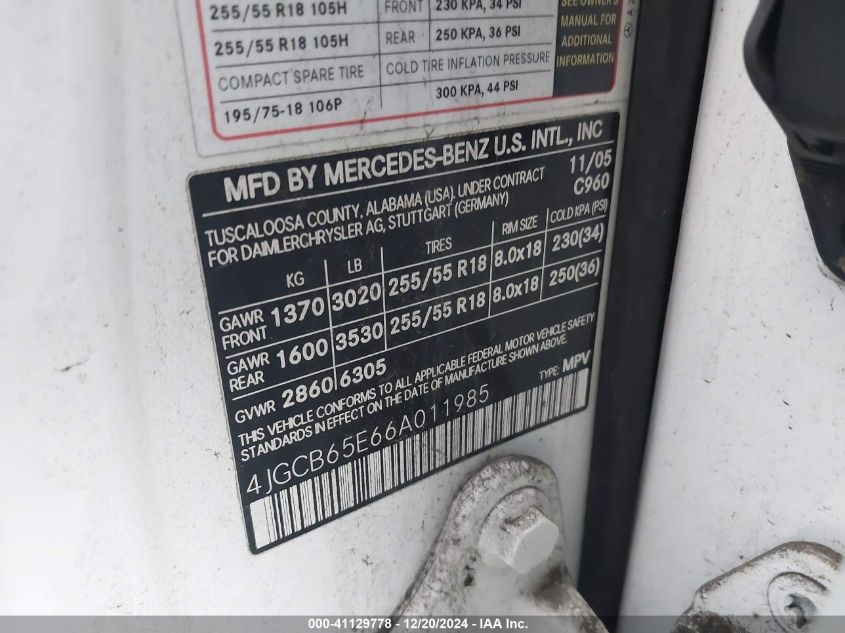 255/55 R18 105H FRONT 230 KPA, 34 PSI SEE OWNER'S
255/55 R18 105H REAR 250 KPA, 36 PSI MANUAL FOR
COMPACT SPARE TIRE COLD TIRE INFLATION PRESSURE ADDITIONAL
195/75-18 106P 300 KPA, 44 PSI INFORMATION
MFD BY MERCEDES-BENZ U.S. INTL., INC
TUSCALOOSA COUNTY, ALABAMA (USA). UNDER CONTRACT 11/05
FOR DAIMLERCHRYSLER AG, STUTTGART (GERMANY) C960
KG LB TIRES RIM SIZE COLD KPA (PSI)
GAWR FRONT 1370 3020 255/55 R18 8.0x18 230(34)
GAWR REAR 1600 3530 255/55 R18 8.0x18 250(36)
GVWR 2860 6305
THIS VEHICLE CONFORMS TO ALL APPLICABLE FEDERAL MOTOR VEHICLE SAFETY
STANDARDS IN EFFECT ON THE DATE OF MANUFACTURE SHOWN ABOVE.
TYPE: MPV
4JGCB65E66A011985
000-41129778 - 12/20/2024 - IAA Inc.